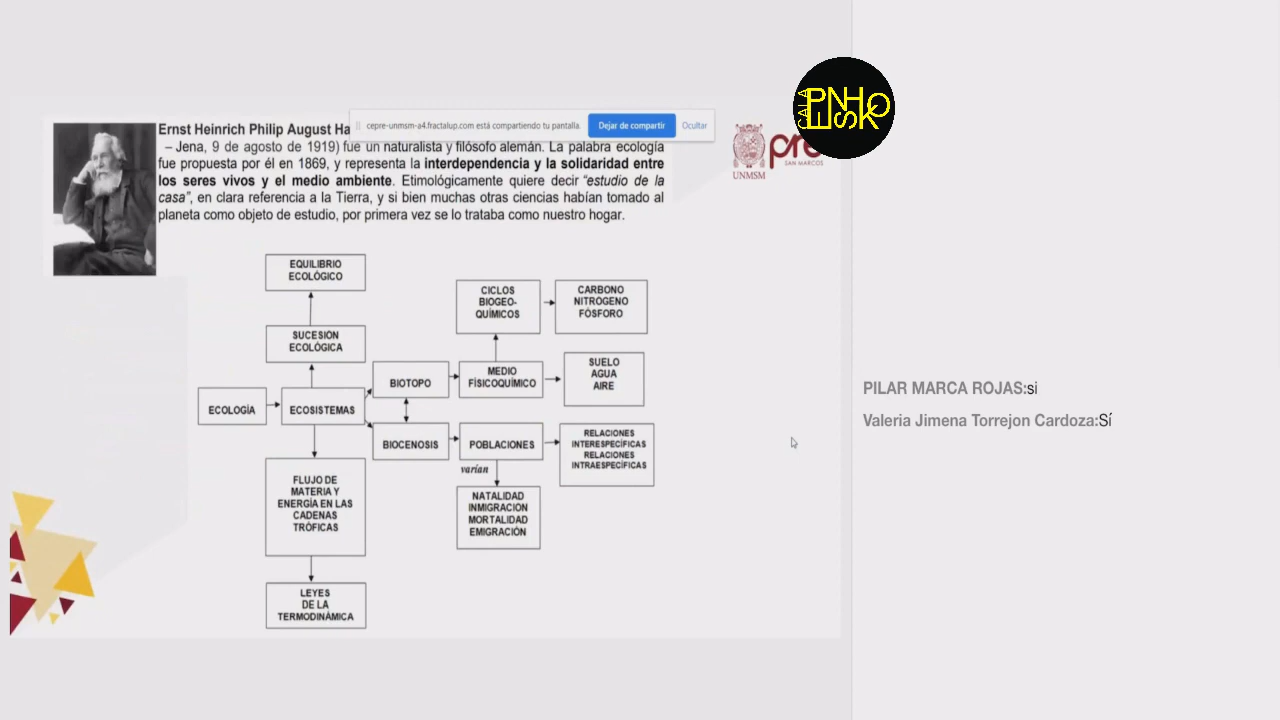 Ernst Heinrich Philip August Ha
cepre-unmsm-a4.fractalup.com está compartiendo tu pantalla.
Dejar de compartir
Ocultar
– Jena, 9 de agosto de 1919) fue un naturalista y filósofo alemán. La palabra ecología
fue propuesta por él en 1869, y representa la interdependencia y la solidaridad entre
los seres vivos y el medio ambiente. Etimológicamente quiere decir “estudio de la
casa”, en clara referencia a la Tierra, y si bien muchas otras ciencias habían tomado al
planeta como objeto de estudio, por primera vez se lo trataba como nuestro hogar.
UNMSM
pre
SAN MARCOS
CALA
EQUILIBRIO
ECOLÓGICO
SUCESIÓN
ECOLÓGICA
ECOLOGÍA
ECOSISTEMAS
FLUJO DE
MATERIA Y
ENERGÍA EN LAS
CADENAS
TRÓFICAS
LEYES
DE LA
TERMODINÁMICA
BIOTOPO
BIOCENOSIS
CICLOS
BIOGEO-
QUÍMICOS
CARBONO
NITRÓGENO
FÓSFORO
MEDIO
FÍSICOQUÍMICO
SUELO
AGUA
AIRE
POBLACIONES
RELACIONES
INTERESPECÍFICAS
RELACIONES
INTRAESPECÍFICAS
varían
NATALIDAD
INMIGRACION
MORTALIDAD
EMIGRACIÓN
PILAR MARCA ROJAS:si
Valeria Jimena Torrejon Cardoza:Sí